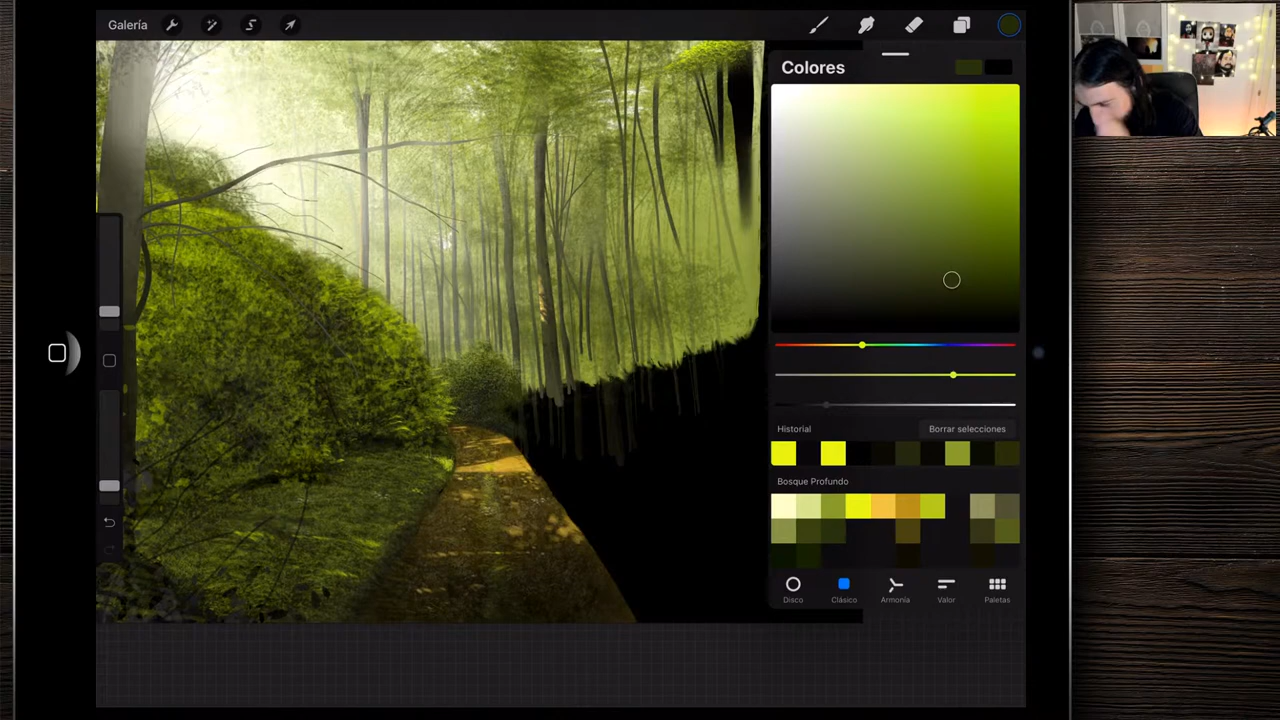 Galería
Colores
Historial
Borrar selecciones
Bosque Profundo
Disco
Clásico
Armonía
Valor
Paletas